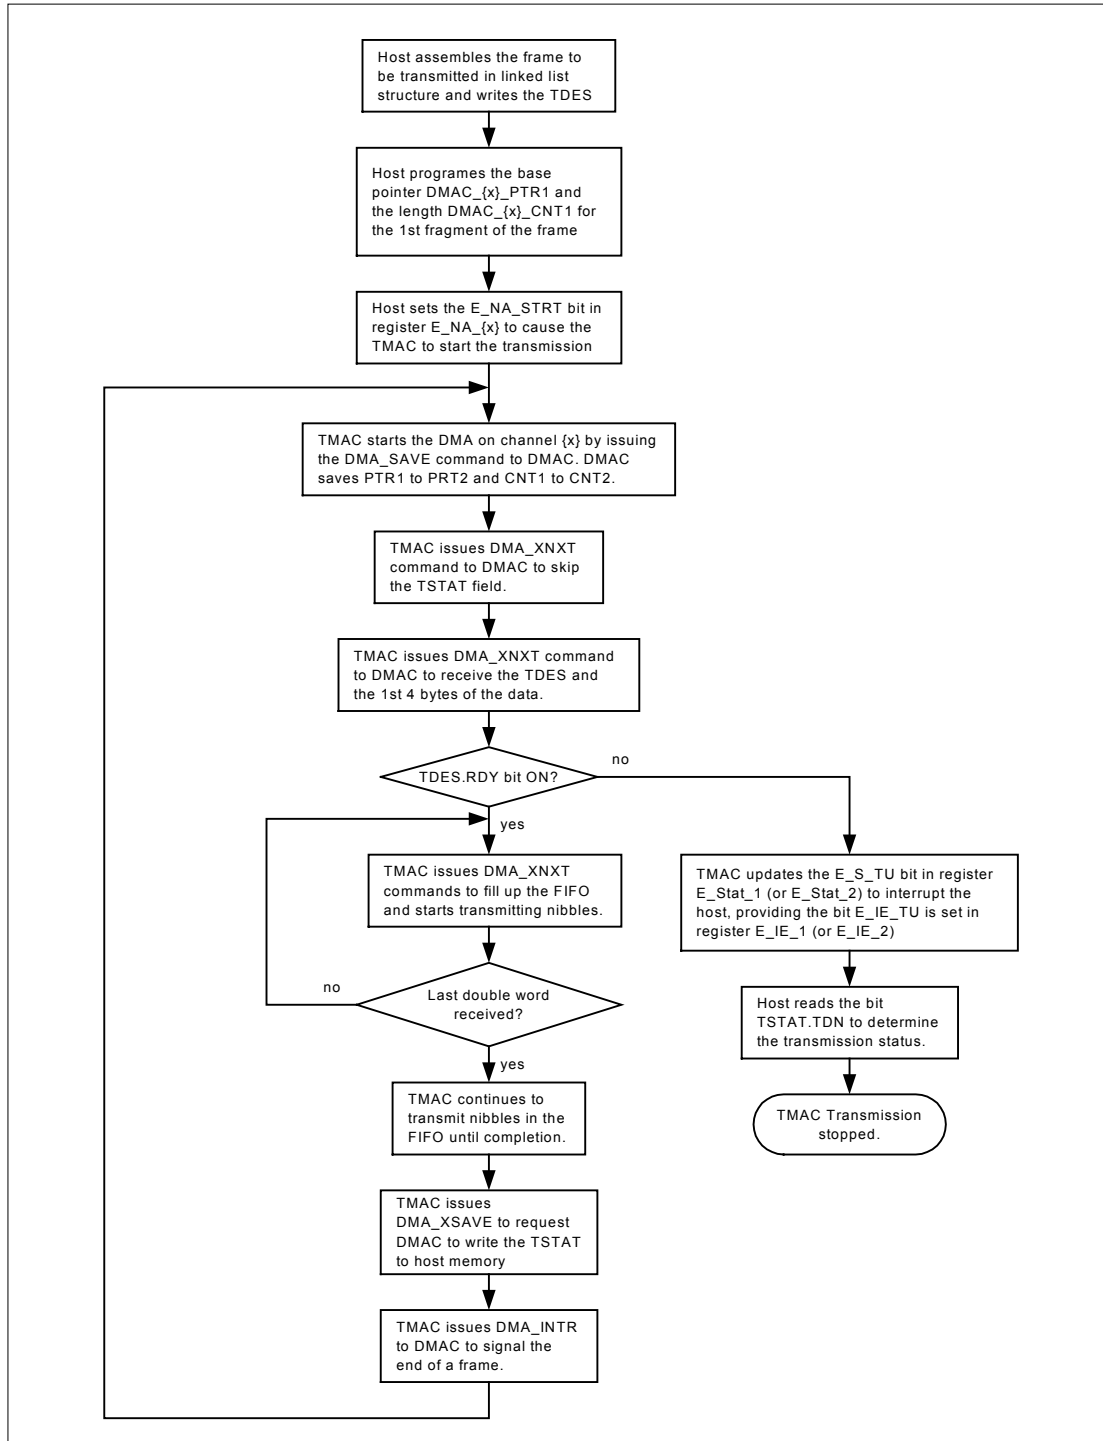 Host assembles the frame to
be transmitted in linked list
structure and writes the TDES
Host programes the base
pointer DMAC_{x}_PTR1 and
the length DMAC_{x}_CNT1 for
the 1st fragment of the frame
Host sets the E_NA_STRT bit in
register E_NA_{x} to cause the
TMAC to start the transmission
TMAC starts the DMA on channel {x} by issuing
the DMA_SAVE command to DMAC. DMAC
saves PTR1 to PRT2 and CNT1 to CNT2.
TMAC issues DMA_XNXT
command to DMAC to skip
the TSTAT field.
TMAC issues DMA_XNXT command
to DMAC to receive the TDES and
the 1st 4 bytes of the data.
TDES.RDY bit ON?
no
yes
TMAC issues DMA_XNXT
commands to fill up the FIFO
and starts transmitting nibbles.
Last double word
received?
no
yes
TMAC continues to
transmit nibbles in the
FIFO until completion.
TMAC issues
DMA_XSAVE to request
DMAC to write the TSTAT
to host memory
TMAC issues DMA_INTR
to DMAC to signal the
end of a frame.
TMAC updates the E_S_TU bit in register
E_Stat_1 (or E_Stat_2) to interrupt the
host, providing the bit E_IE_TU is set in
register E_IE_1 (or E_IE_2)
Host reads the bit
TSTAT.TDN to determine
the transmission status.
TMAC Transmission
stopped.